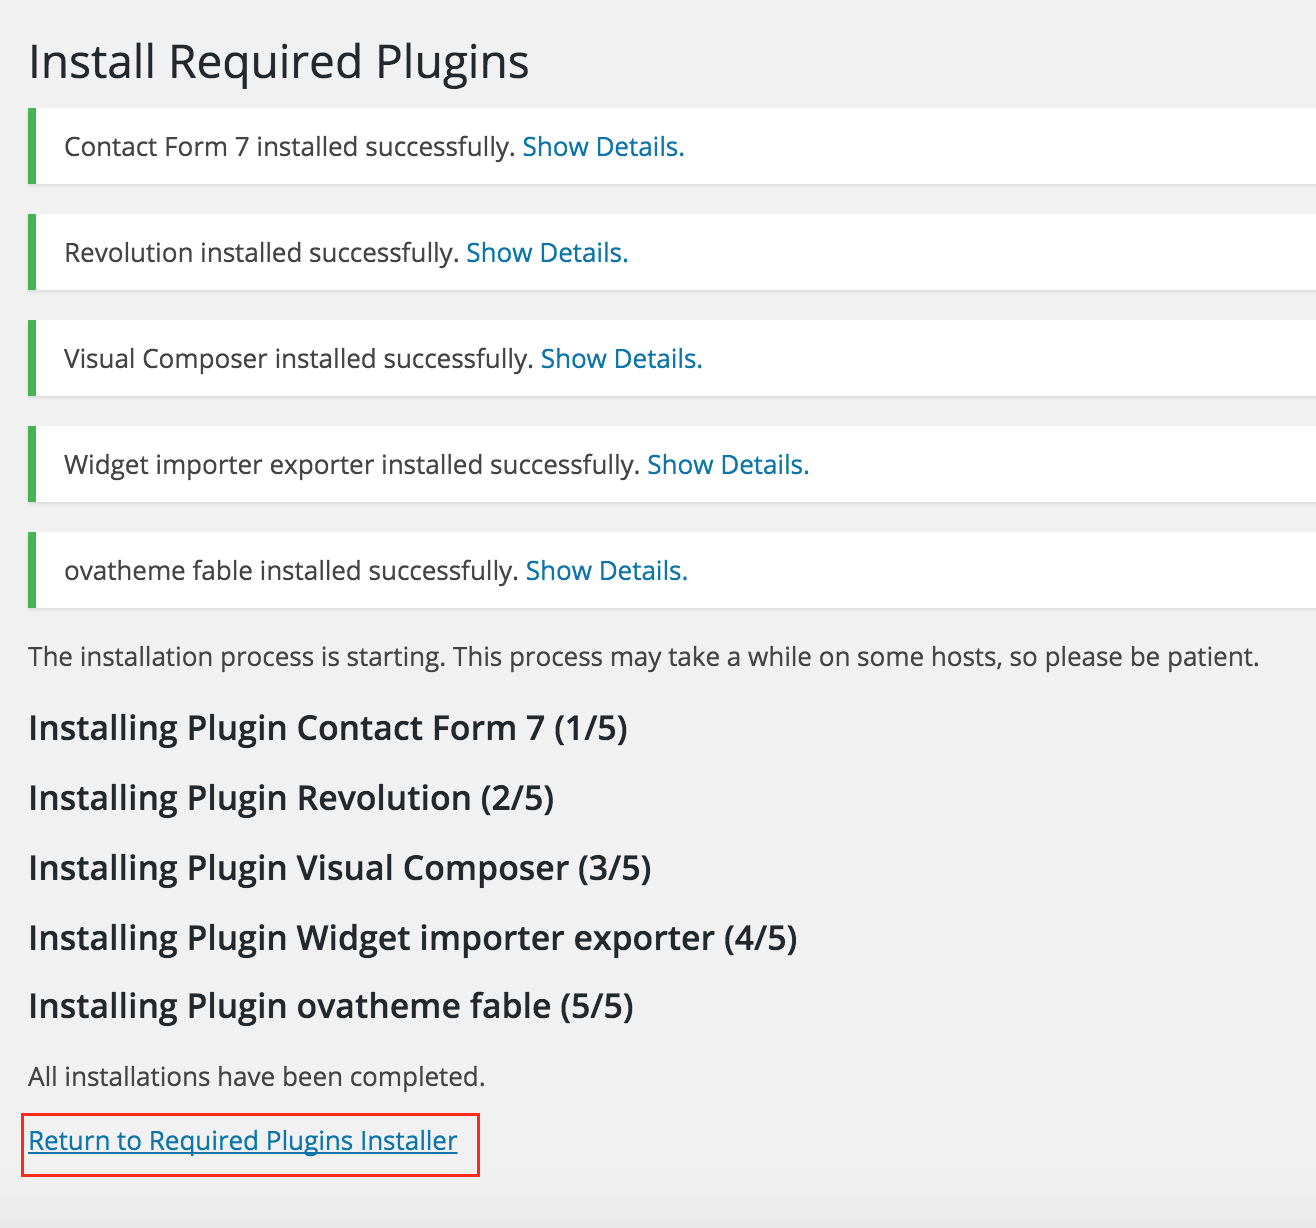 Install Required Plugins
Contact Form 7 installed successfully. Show Details.
Revolution installed successfully. Show Details.
Visual Composer installed successfully. Show Details.
Widget importer exporter installed successfully. Show Details.
ovatheme fable installed successfully. Show Details.
The installation process is starting. This process may take a while on some hosts, so please be patient.
Installing Plugin Contact Form 7 (1/5)
Installing Plugin Revolution (2/5)
Installing Plugin Visual Composer (3/5)
Installing Plugin Widget importer exporter (4/5)
Installing Plugin ovatheme fable (5/5)
All installations have been completed.
Return to Required Plugins Installer